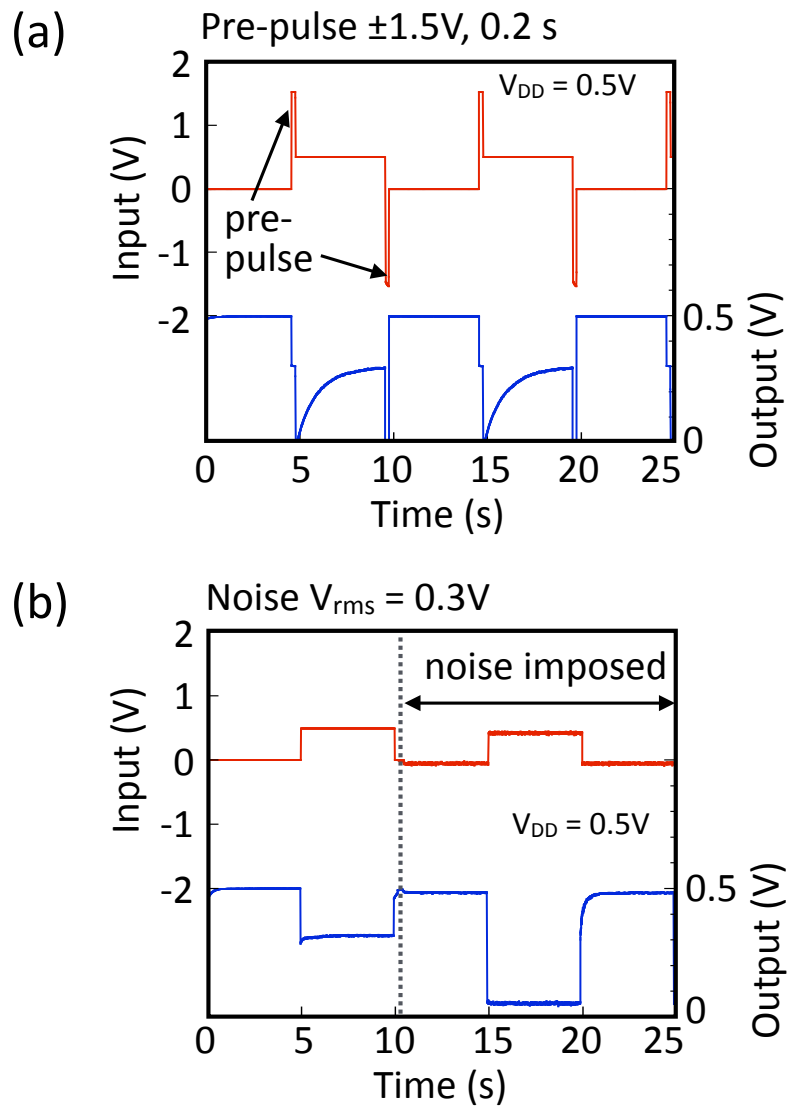 (a)
Pre-pulse ±1.5V, 0.2 s
2
1
0
-1
-2
Input (V)
V_DD = 0.5V
pre-
pulse
0.5
0
Output (V)
0 5 10 15 20 25
Time (s)
(b)
Noise V_rms = 0.3V
2
1
0
-1
-2
Input (V)
noise imposed
V_DD = 0.5V
0.5
0
Output (V)
0 5 10 15 20 25
Time (s)